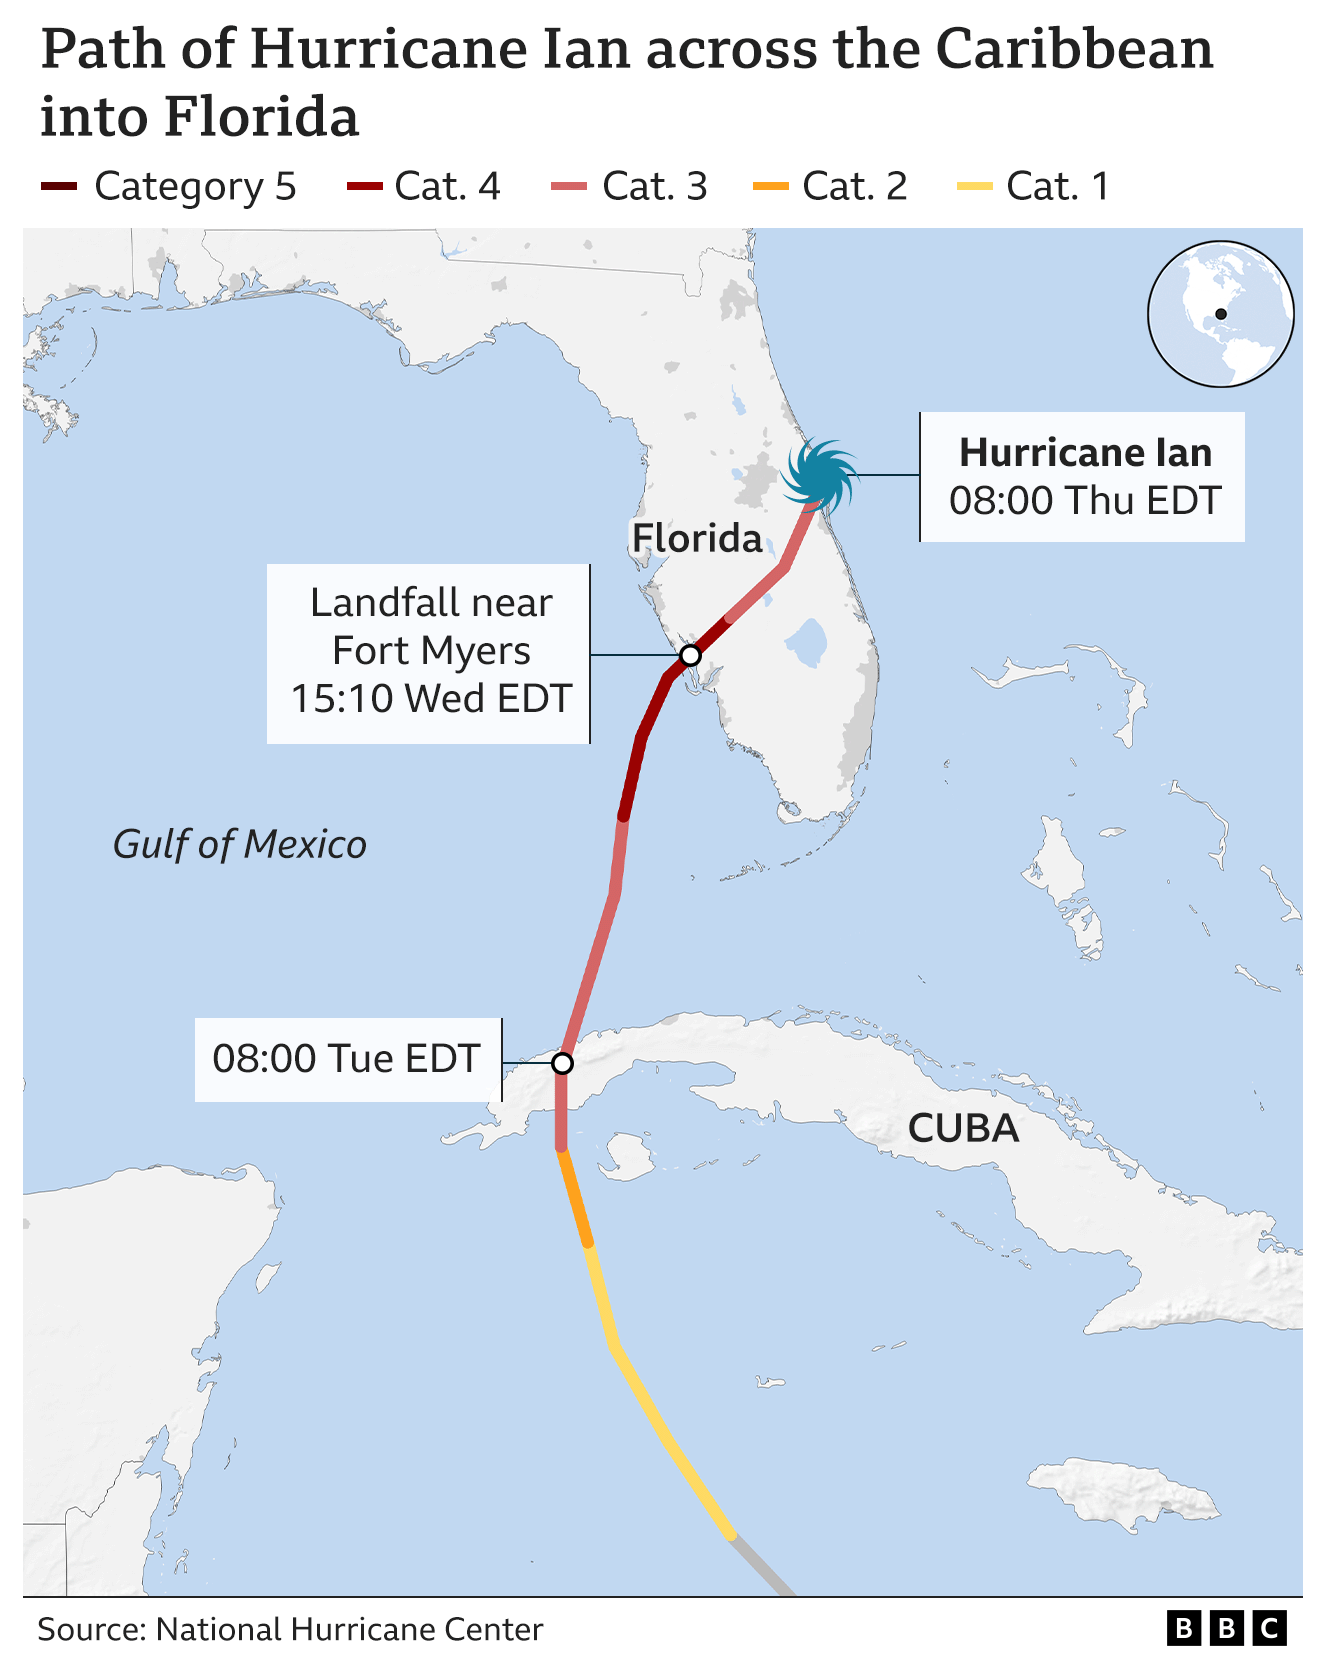 Path of Hurricane Ian across the Caribbean
into Florida
Category 5 Cat. 4 Cat. 3 Cat. 2 Cat. 1
Hurricane Ian
08:00 Thu EDT
Florida
Landfall near
Fort Myers
15:10 Wed EDT
Gulf of Mexico
08:00 Tue EDT
CUBA
Source: National Hurricane Center
BBC